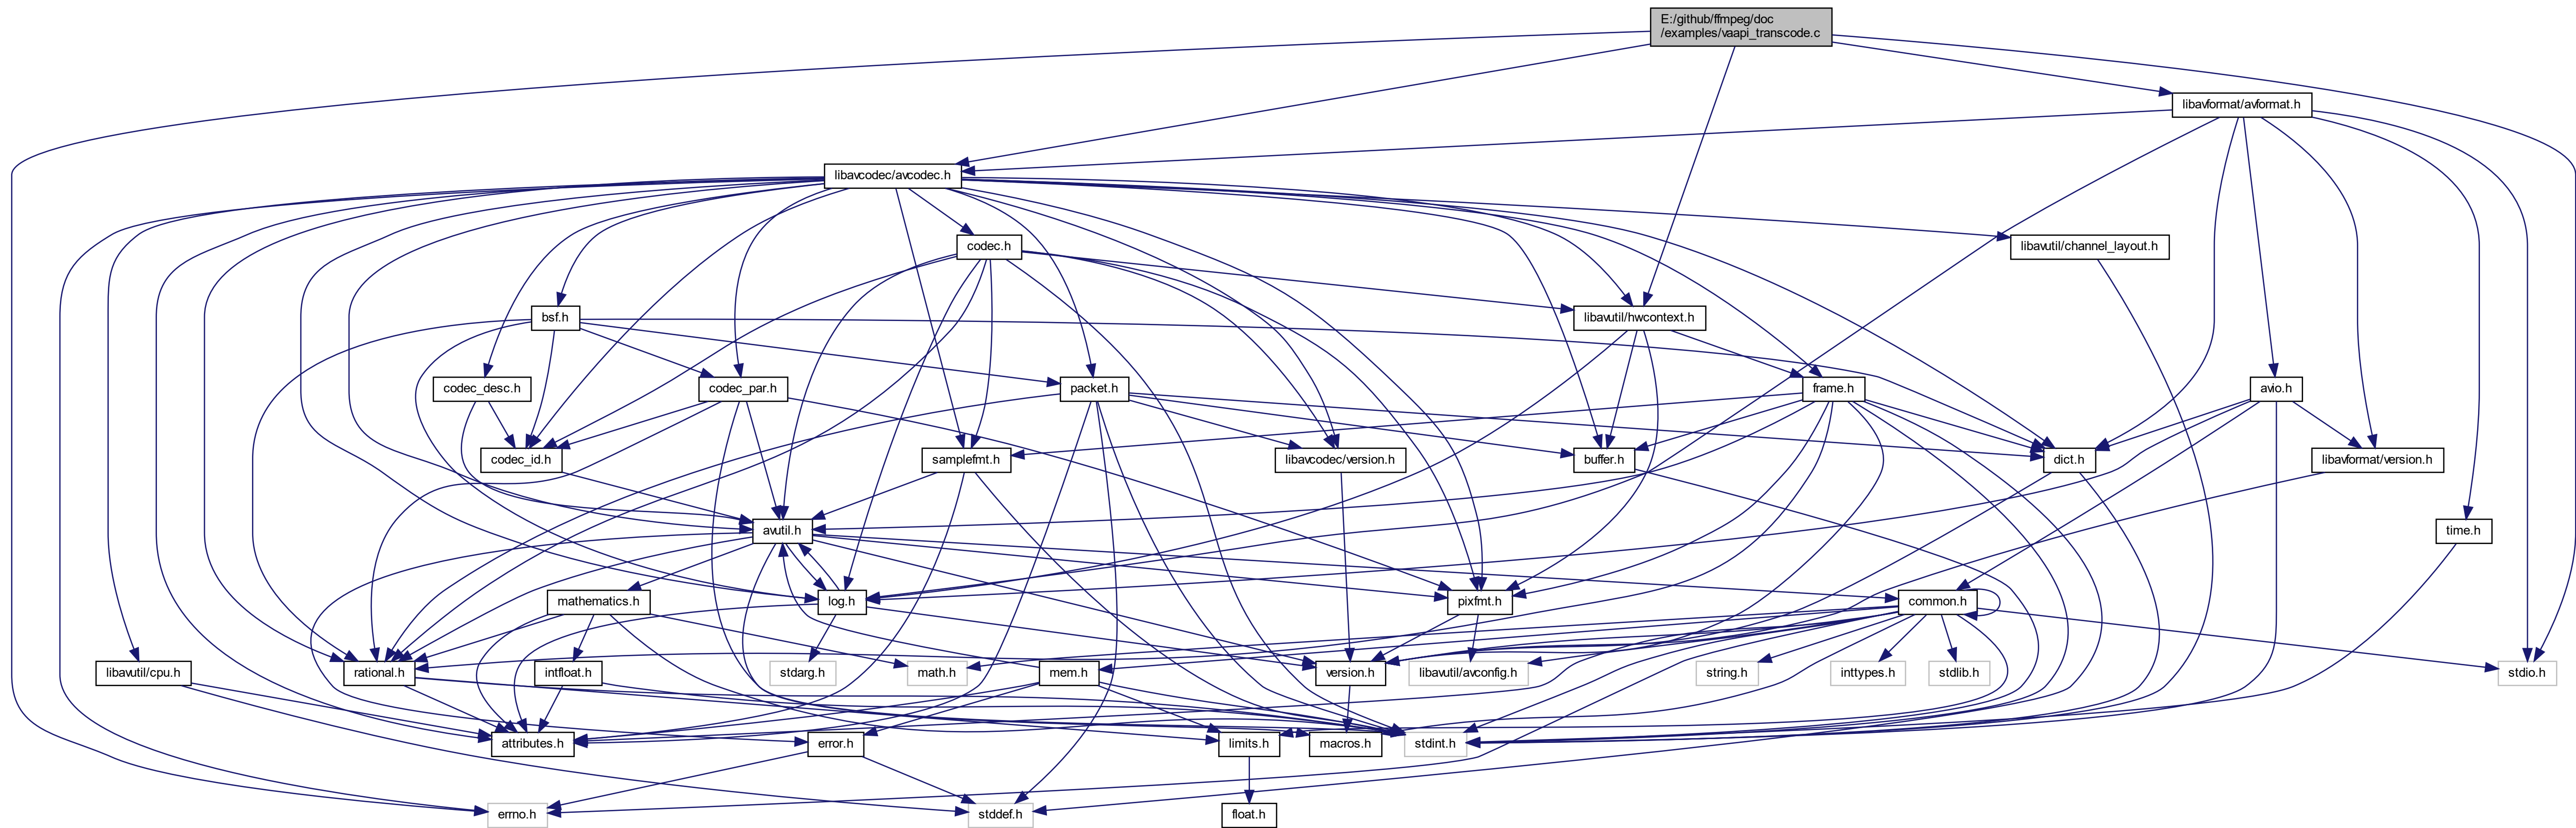 E:/github/ffmpeg/doc
/examples/vaapi_transcode.c
libavformat/avformat.h
libavcodec/avcodec.h
codec.h
libavutil/channel_layout.h
bsf.h
libavutil/hwcontext.h
codec_desc.h
codec_par.h
packet.h
frame.h
avio.h
codec_id.h
samplefmt.h
libavcodec/version.h
buffer.h
dict.h
libavformat/version.h
avutil.h
time.h
mathematics.h
log.h
pixfmt.h
common.h
libavutil/cpu.h
rational.h
intfloat.h
stdarg.h
math.h
mem.h
version.h
libavutil/avconfig.h
string.h
inttypes.h
stdlib.h
stdio.h
attributes.h
error.h
limits.h
macros.h
stdint.h
errno.h
stddef.h
float.h